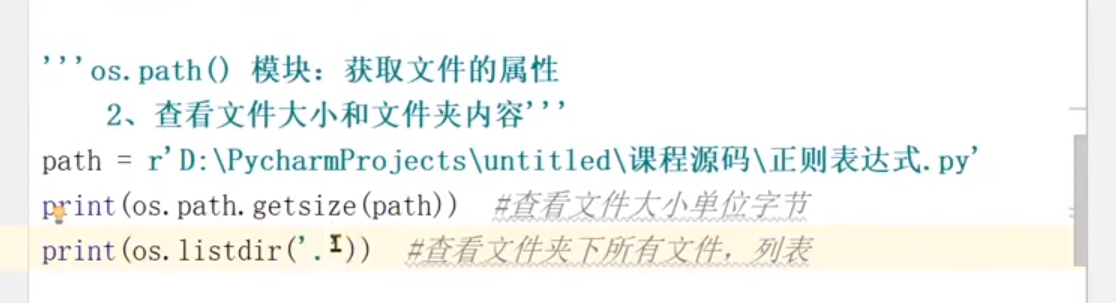 '''os.path() 模块：获取文件的属性
2、查看文件大小和文件夹内容'''
path = r'D:\PycharmProjects\untitled\课程源码\正则表达式.py'
print(os.path.getsize(path)) #查看文件大小单位字节
print(os.listdir('.')) #查看文件夹下所有文件，列表